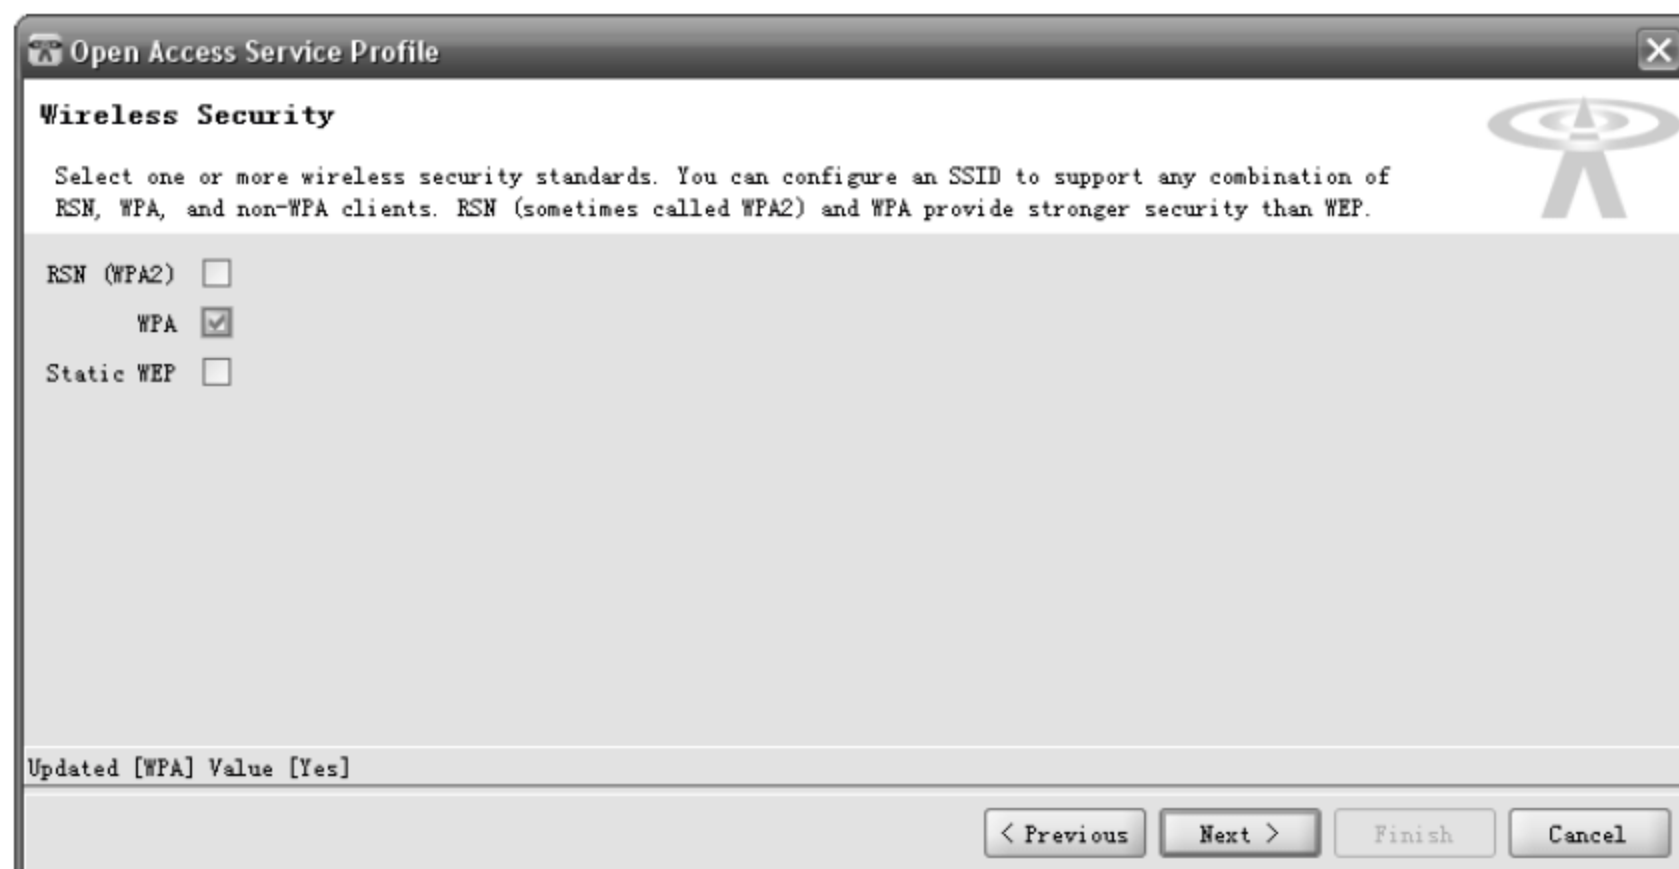 Open Access Service Profile
Wireless Security
Select one or more wireless security standards. You can configure an SSID to support any combination of
RSN, WPA, and non-WPA clients. RSN (sometimes called WPA2) and WPA provide stronger security than WEP.
RSN (WPA2)
WPA
Static WEP
Updated [WPA] Value [Yes]
< Previous Next > Finish Cancel